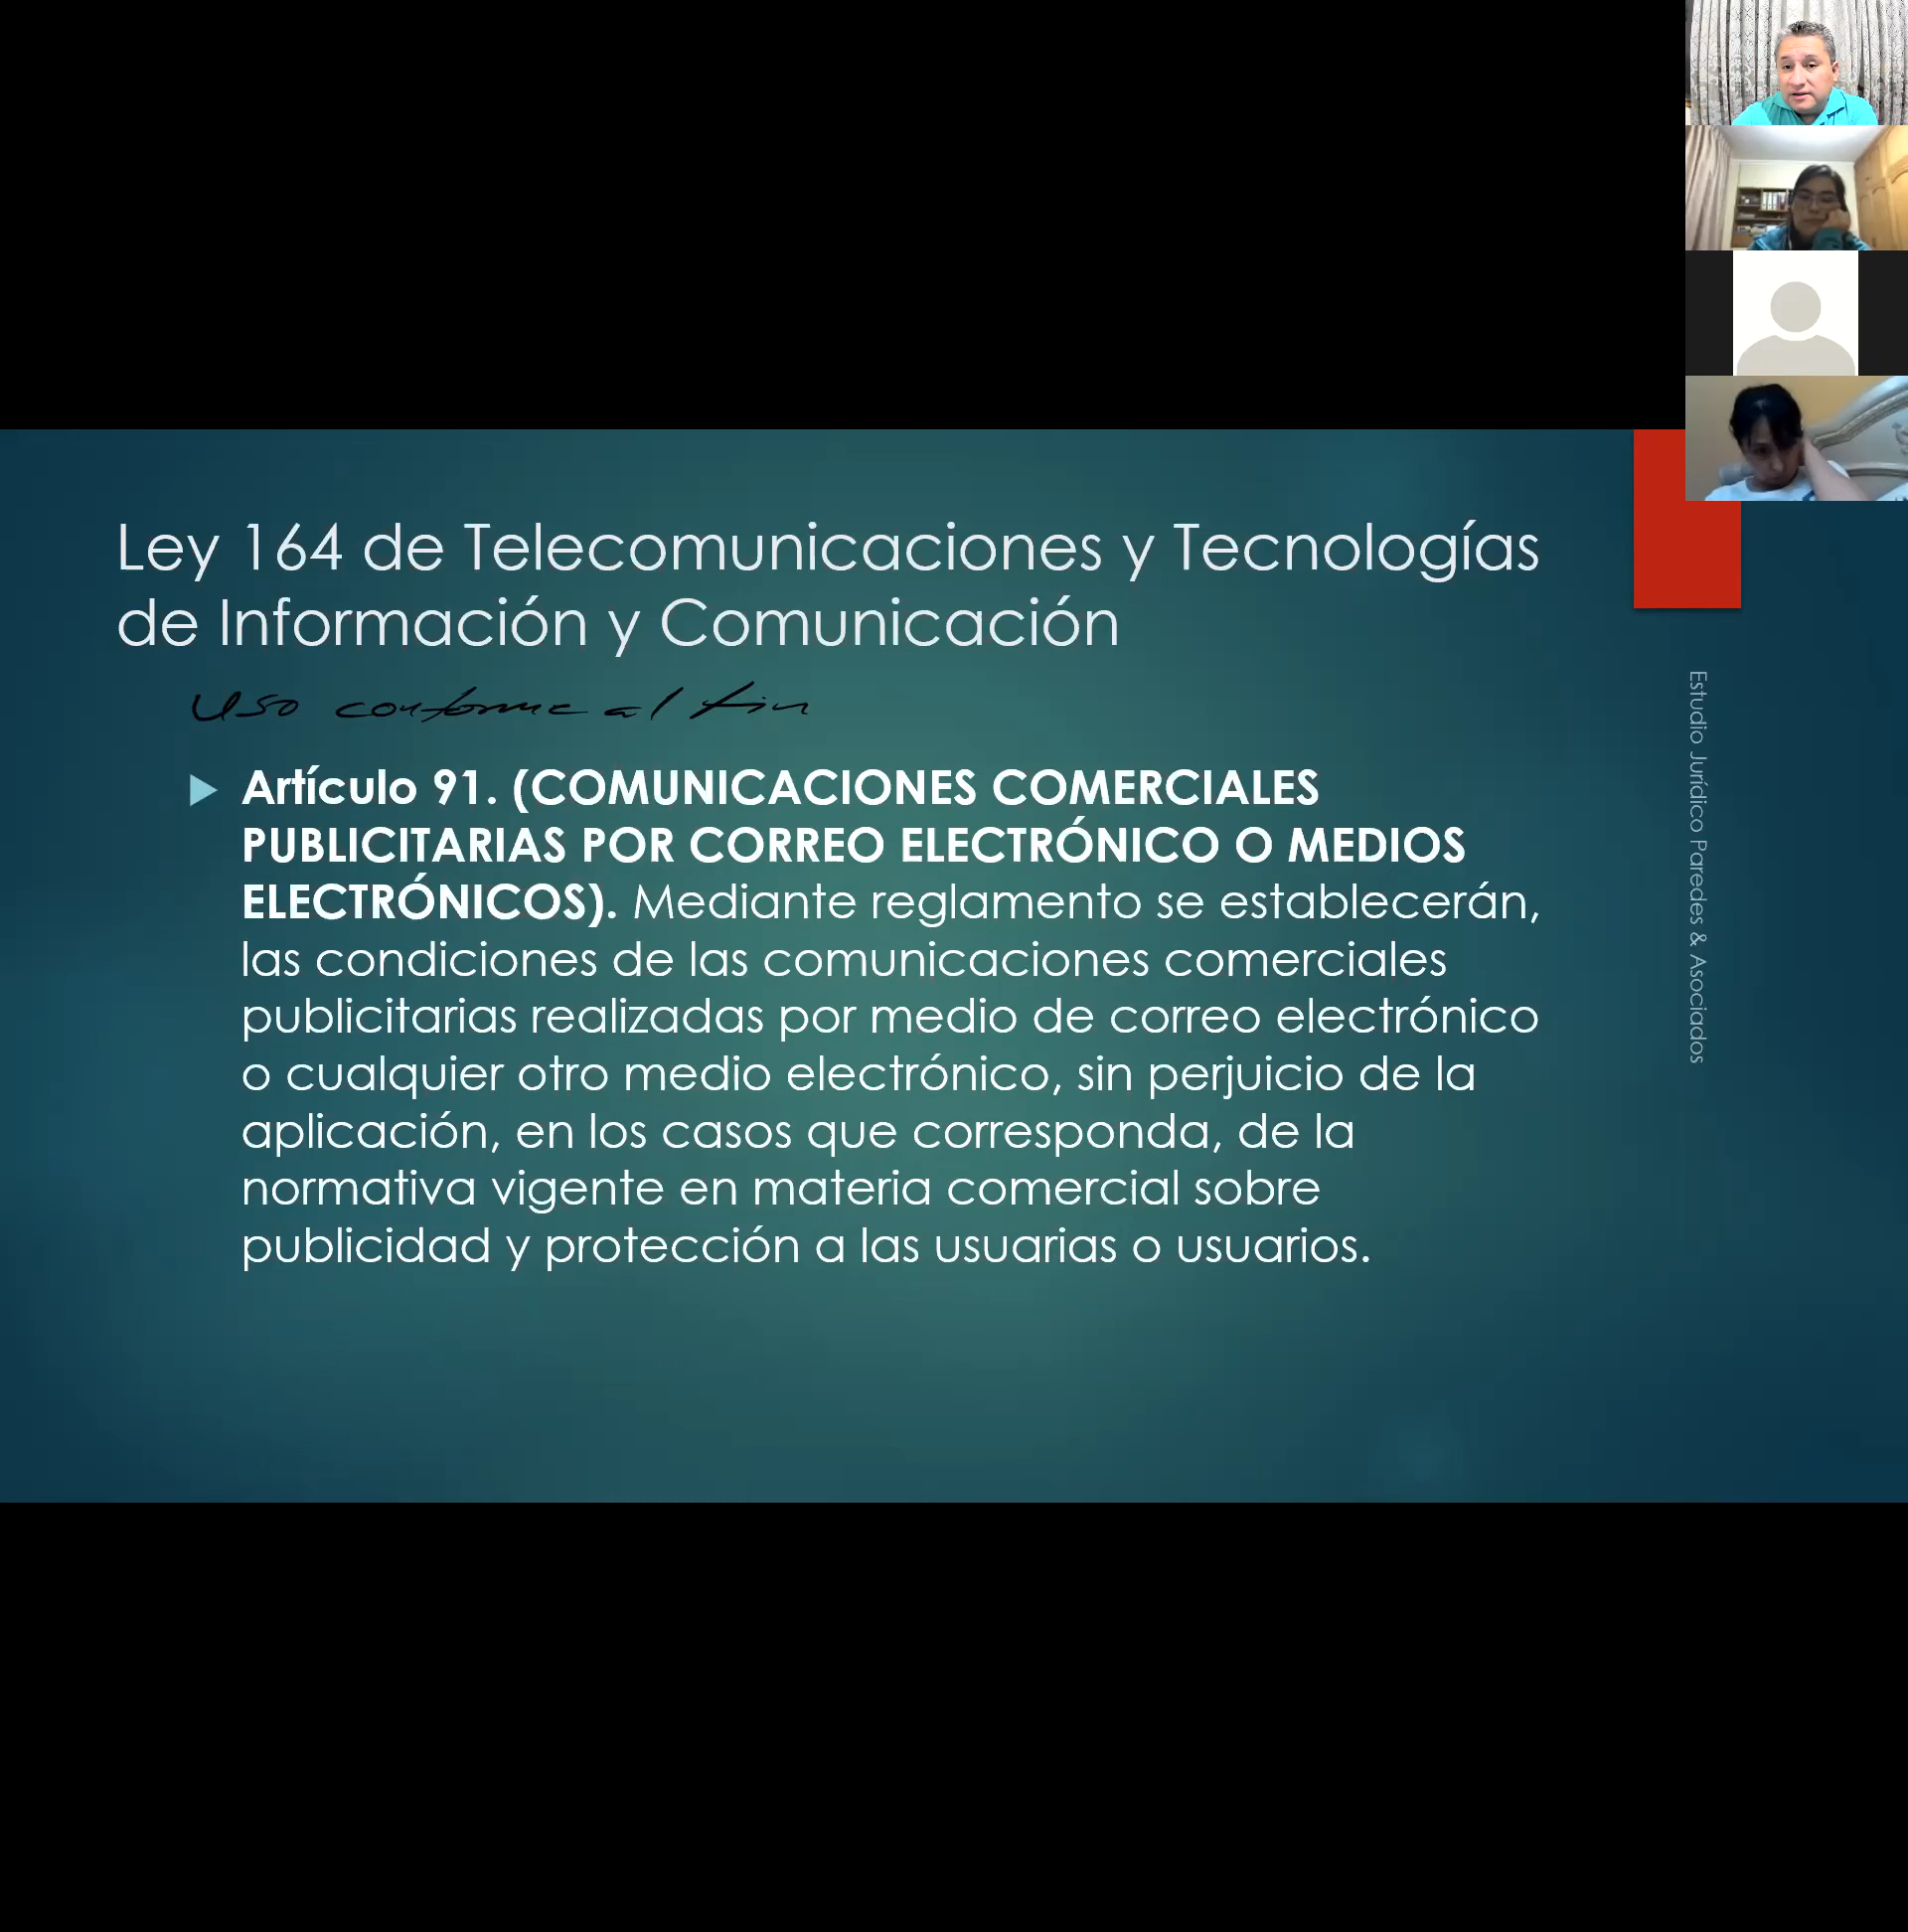 Ley 164 de Telecomunicaciones y Tecnologías
de Información y Comunicación
Uso conforme al fin
Artículo 91. (COMUNICACIONES COMERCIALES
PUBLICITARIAS POR CORREO ELECTRÓNICO O MEDIOS
ELECTRÓNICOS). Mediante reglamento se establecerán,
las condiciones de las comunicaciones comerciales
publicitarias realizadas por medio de correo electrónico
o cualquier otro medio electrónico, sin perjuicio de la
aplicación, en los casos que corresponda, de la
normativa vigente en materia comercial sobre
publicidad y protección a las usuarias o usuarios.
Estudio Jurídico Paredes & Asociados